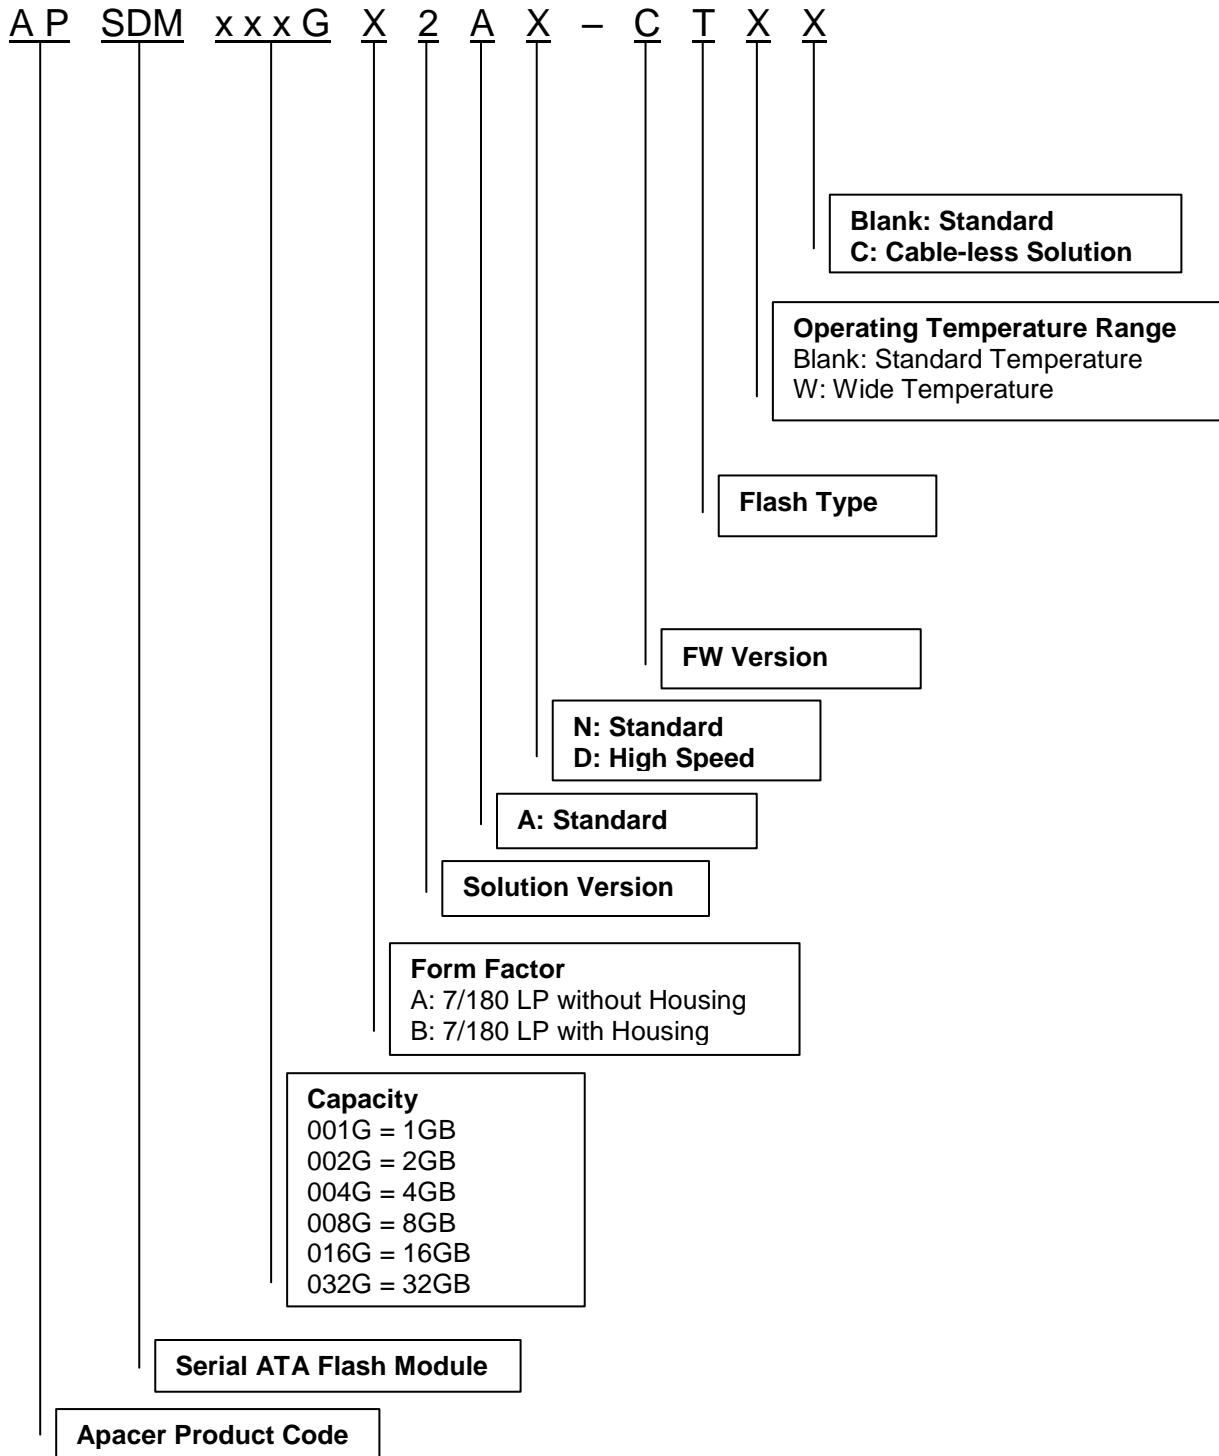 A P SDM x x x G X 2 A X – C T X X
Blank: Standard
C: Cable-less Solution
Operating Temperature Range
Blank: Standard Temperature
W: Wide Temperature
Flash Type
FW Version
N: Standard
D: High Speed
A: Standard
Solution Version
Form Factor
A: 7/180 LP without Housing
B: 7/180 LP with Housing
Capacity
001G = 1GB
002G = 2GB
004G = 4GB
008G = 8GB
016G = 16GB
032G = 32GB
Serial ATA Flash Module
Apacer Product Code